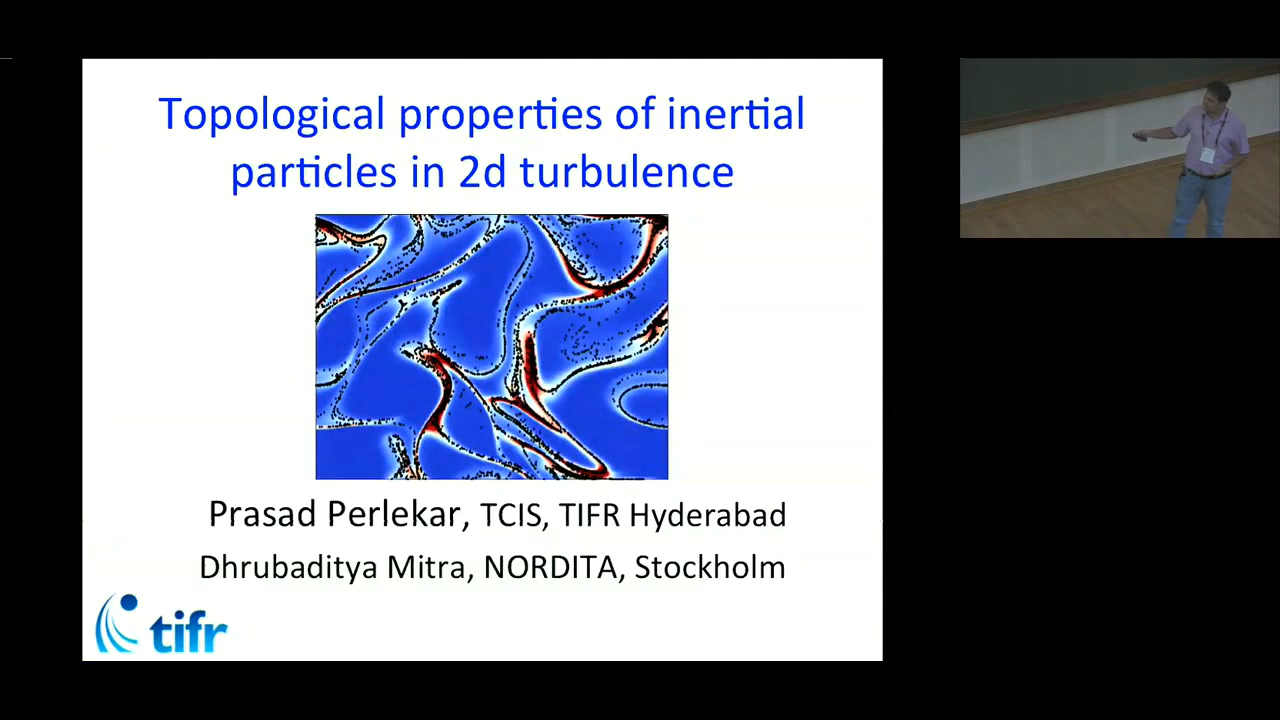 Topological properties of inertial
particles in 2d turbulence
Prasad Perlekar, TCIS, TIFR Hyderabad
Dhrubaditya Mitra, NORDITA, Stockholm
tifr